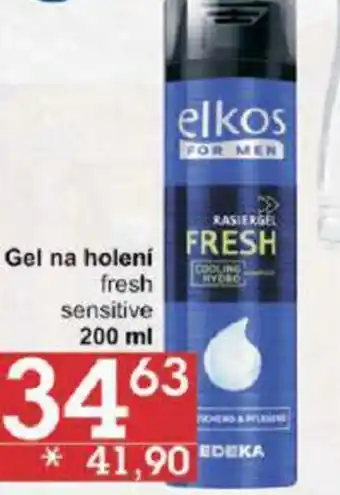 elkos
FOR MEN
RASIERGEL
FRESH
COOLING
HYDRO
EDEKA
Gel na holení
fresh
sensitive
200 ml
34 63
* 41,90